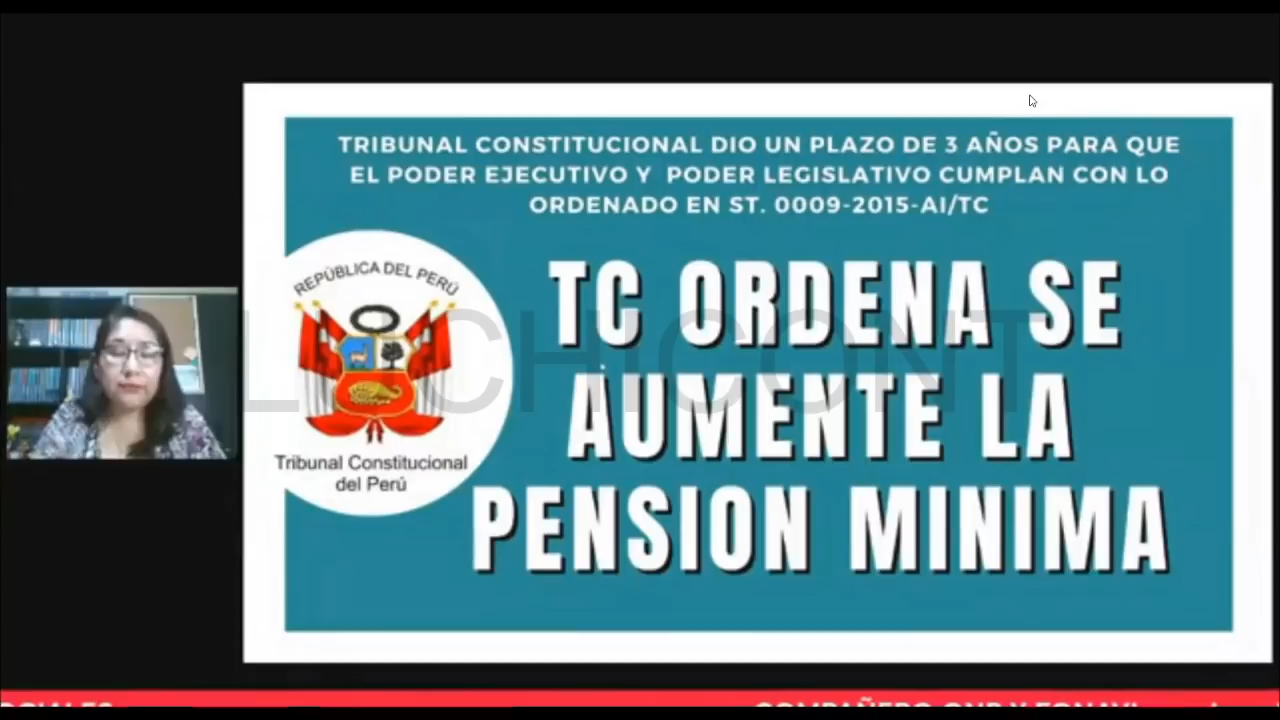 TRIBUNAL CONSTITUCIONAL DIO UN PLAZO DE 3 AÑOS PARA QUE
EL PODER EJECUTIVO Y PODER LEGISLATIVO CUMPLAN CON LO
ORDENADO EN ST. 0009-2015-AI/TC
REPÚBLICA DEL PERÚ
Tribunal Constitucional
del Perú
TC ORDENA SE
AUMENTE LA
PENSION MINIMA